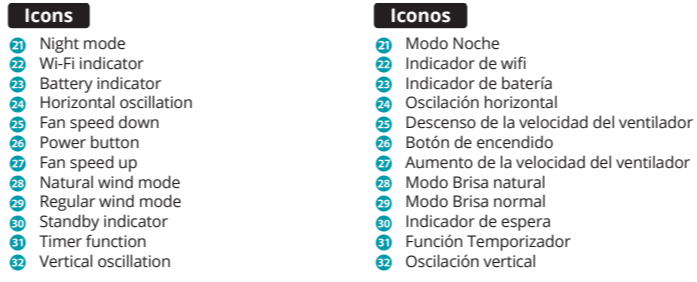 Icons
21 Night mode
22 Wi-Fi indicator
23 Battery indicator
24 Horizontal oscillation
25 Fan speed down
26 Power button
27 Fan speed up
28 Natural wind mode
29 Regular wind mode
30 Standby indicator
31 Timer function
32 Vertical oscillation
Iconos
21 Modo Noche
22 Indicador de wifi
23 Indicador de batería
24 Oscilación horizontal
25 Descenso de la velocidad del ventilador
26 Botón de encendido
27 Aumento de la velocidad del ventilador
28 Modo Brisa natural
29 Modo Brisa normal
30 Indicador de espera
31 Función Temporizador
32 Oscilación vertical